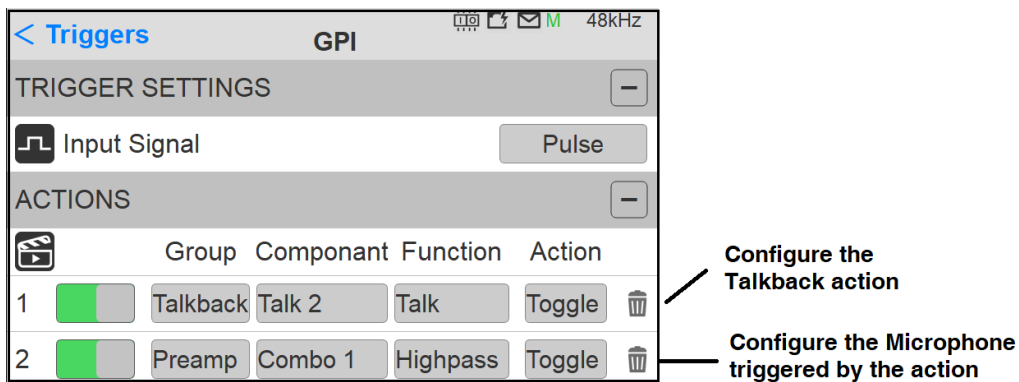 < Triggers GPI M 48kHz
TRIGGER SETTINGS
Input Signal Pulse
ACTIONS
Group Componant Function Action
1 Talkback Talk 2 Talk Toggle
Configure the
Talkback action
2 Preamp Combo 1 Highpass Toggle
Configure the Microphone
triggered by the action